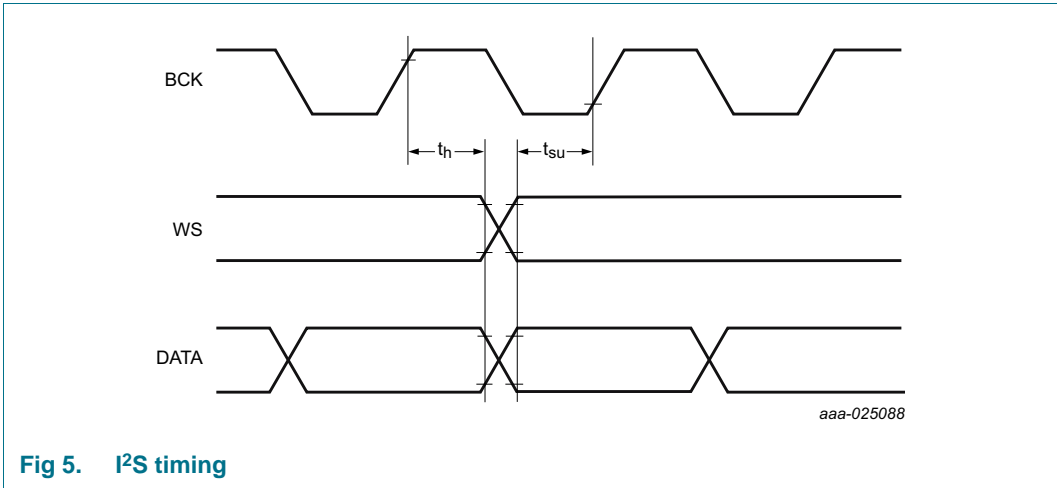 BCK
th
tsu
WS
DATA
aaa-025088
Fig 5. I²S timing